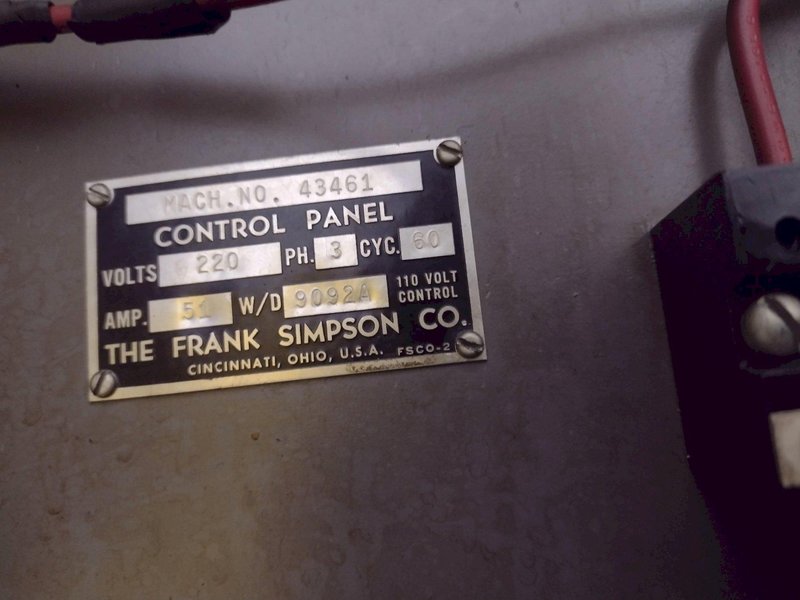 MACH.NO. 43461
CONTROL PANEL
VOLTS 220 PH. 3 CYC. 60
AMP. 51 W/D 9092A 110 VOLT CONTROL
THE FRANK SIMPSON CO.
CINCINNATI, OHIO, U.S.A. FSCO-2